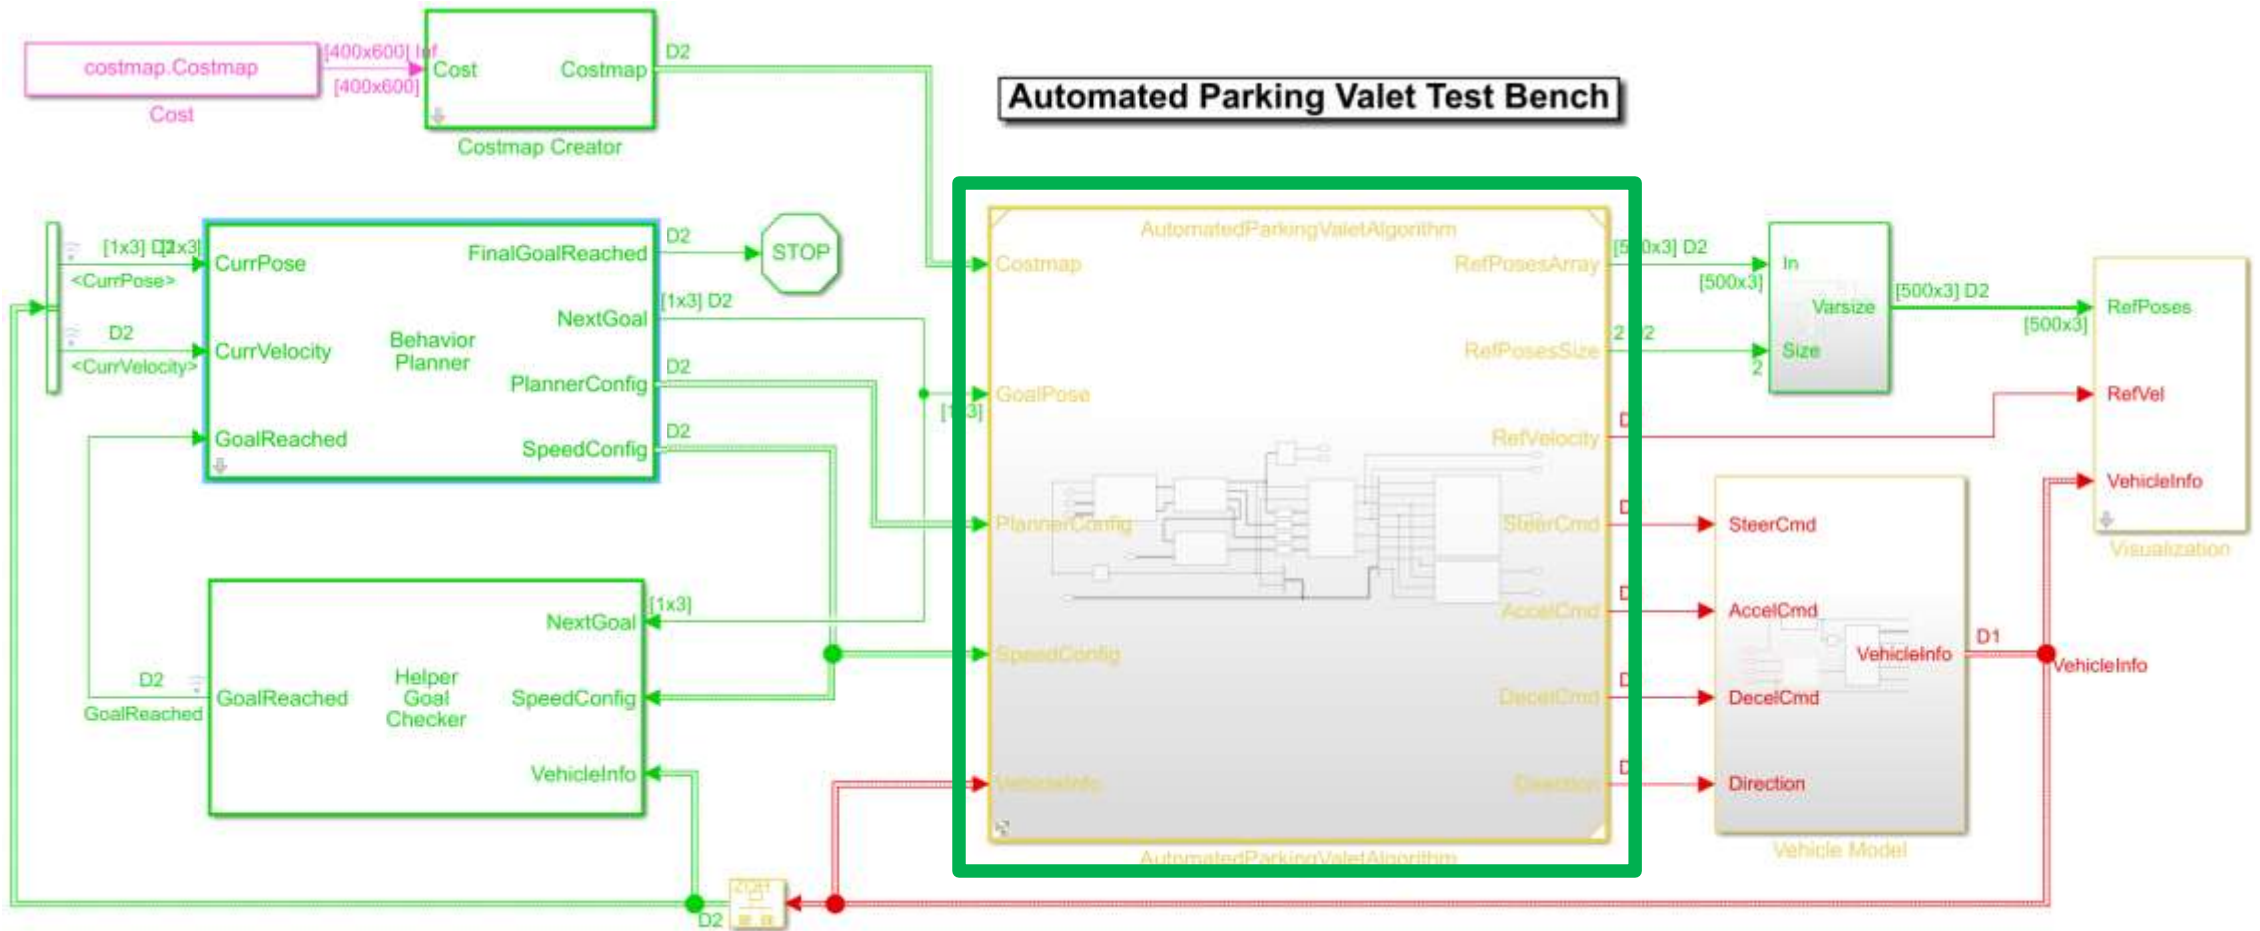 costmap.Costmap
Cost
[400x600] Inf
[400x600]
Cost
Costmap
Costmap Creator
D2
Automated Parking Valet Test Bench
[1x3] D2
[1x3]
<CurrPose>
D2
<CurrVelocity>
CurrPose
CurrVelocity
GoalReached
Behavior
Planner
FinalGoalReached
NextGoal
PlannerConfig
SpeedConfig
D2
[1x3] D2
D2
D2
STOP
D2
GoalReached
GoalReached
Helper
Goal
Checker
NextGoal
SpeedConfig
VehicleInfo
[1x3]
AutomatedParkingValetAlgorithm
Costmap
GoalPose
PlannerConfig
SpeedConfig
VehicleInfo
RefPosesArray
RefPosesSize
RefVelocity
SteerCmd
AccelCmd
DecelCmd
Direction
AutomatedParkingValetAlgorithm
D2
[500x3]
2
In
Size
Varsize
[500x3] D2
[500x3]
RefPoses
RefVel
VehicleInfo
Visualization
SteerCmd
AccelCmd
DecelCmd
Direction
VehicleInfo
Vehicle Model
D1
VehicleInfo
ZOH
D2